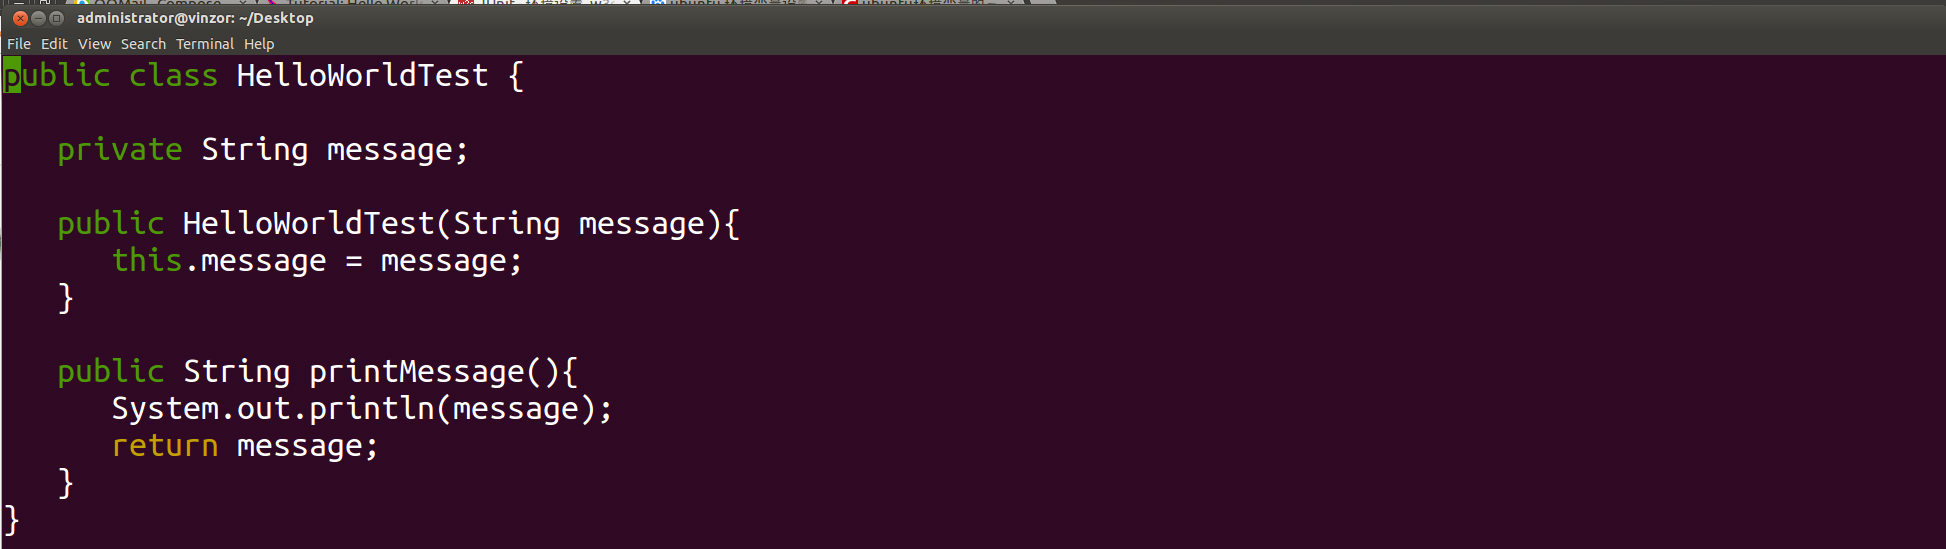 administrator@vinzor: ~/Desktop
File Edit View Search Terminal Help
public class HelloWorldTest {
private String message;
public HelloWorldTest(String message){
this.message = message;
}
public String printMessage(){
System.out.println(message);
return message;
}
}